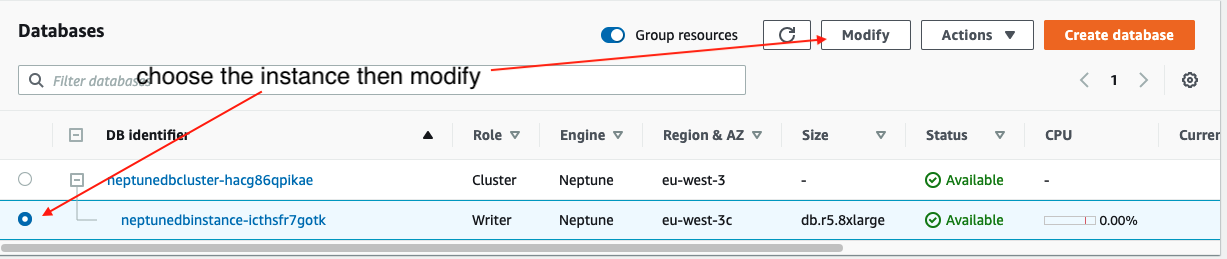 Databases
Group resources
Modify
Actions
Create database
Filter databases
choose the instance then modify
1
DB identifier
Role
Engine
Region & AZ
Size
Status
CPU
Curren
neptunedbcluster-hacg86qpikae
Cluster
Neptune
eu-west-3
-
Available
-
neptunedbinstance-icthsfr7gotk
Writer
Neptune
eu-west-3c
db.r5.8xlarge
Available
0.00%